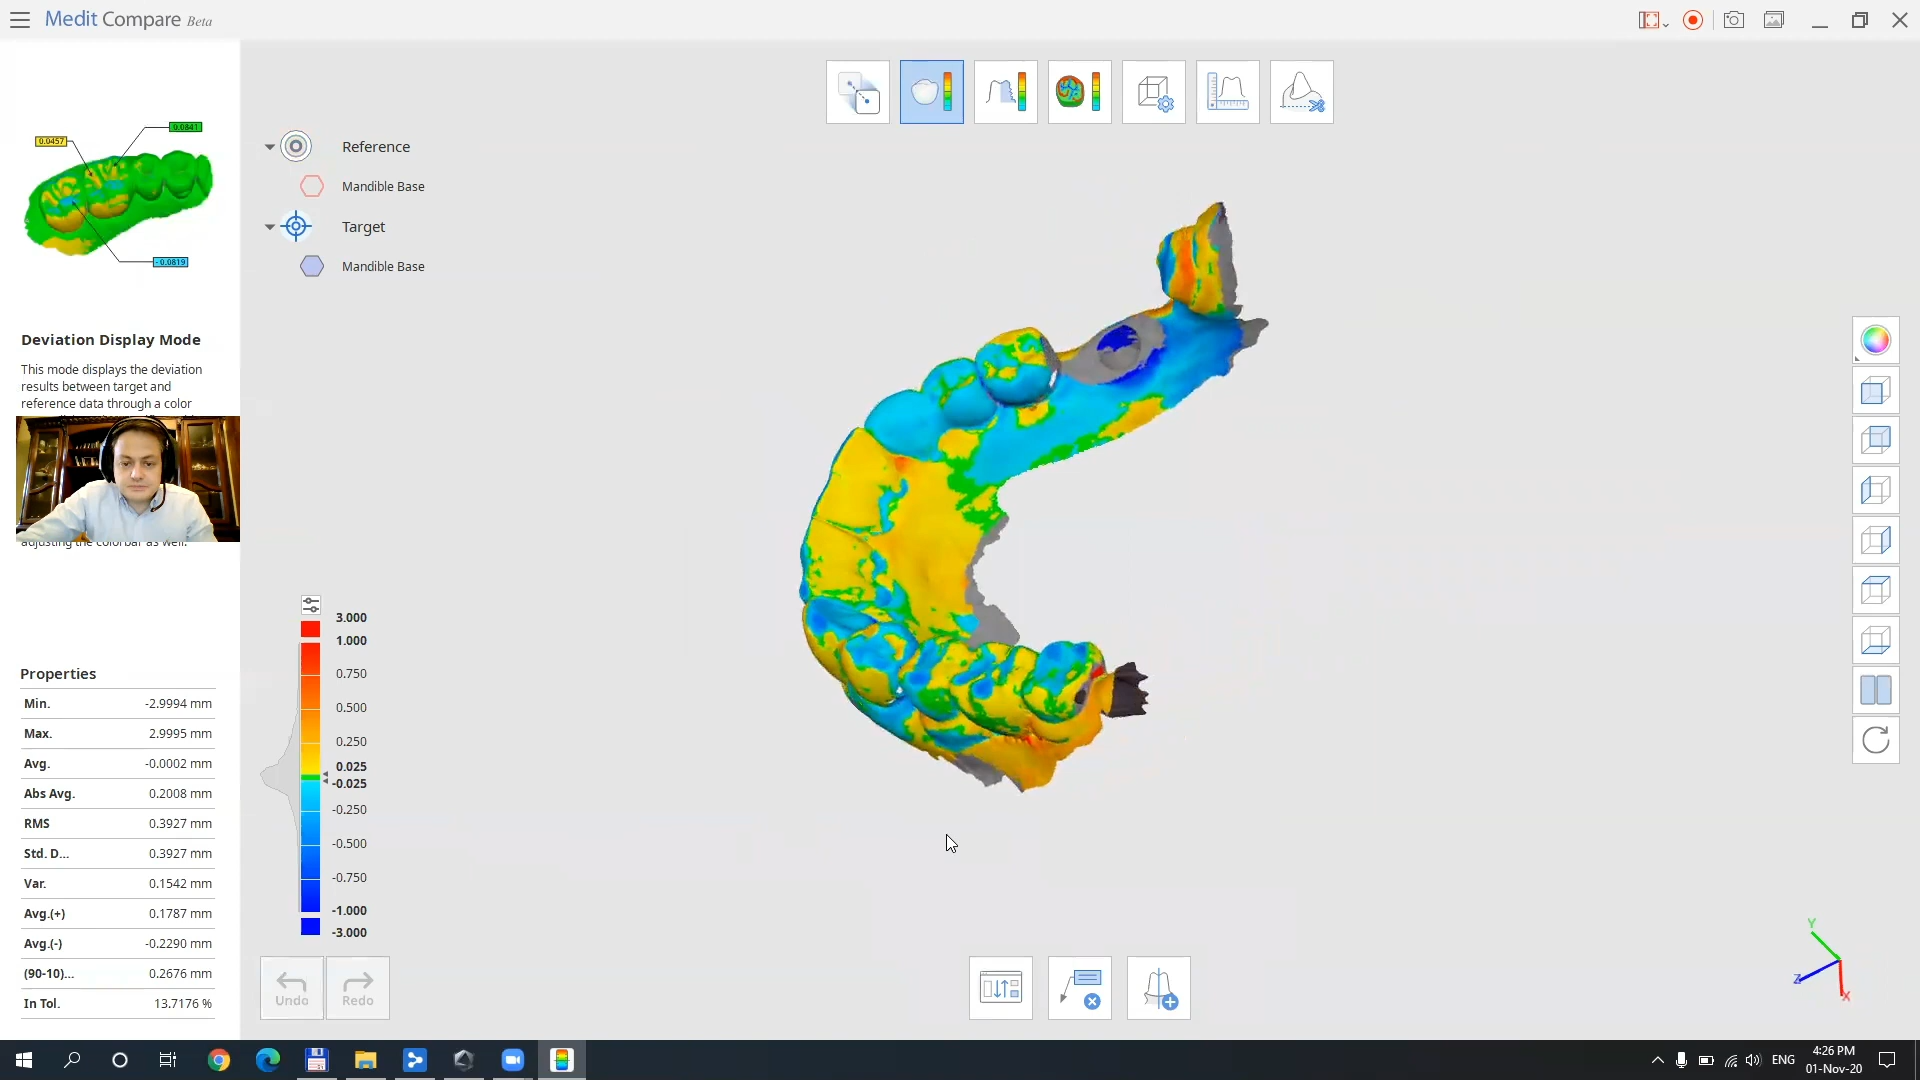 Medit Compare Beta
0.0841
0.0457
-0.0819
Deviation Display Mode
This mode displays the deviation
results between target and
reference data through a color
adjusting the colorbar as well.
Properties
Min. -2.9994 mm
Max. 2.9995 mm
Avg. -0.0002 mm
Abs Avg. 0.2008 mm
RMS 0.3927 mm
Std. D... 0.3927 mm
Var. 0.1542 mm
Avg.(+) 0.1787 mm
Avg.(-) -0.2290 mm
(90-10)... 0.2676 mm
In Tol. 13.7176 %
Reference
Mandible Base
Target
Mandible Base
3.000
1.000
0.750
0.500
0.250
0.025
-0.025
-0.250
-0.500
-0.750
-1.000
-3.000
Undo
Redo
Y
Z
X
ENG
4:26 PM
01-Nov-20